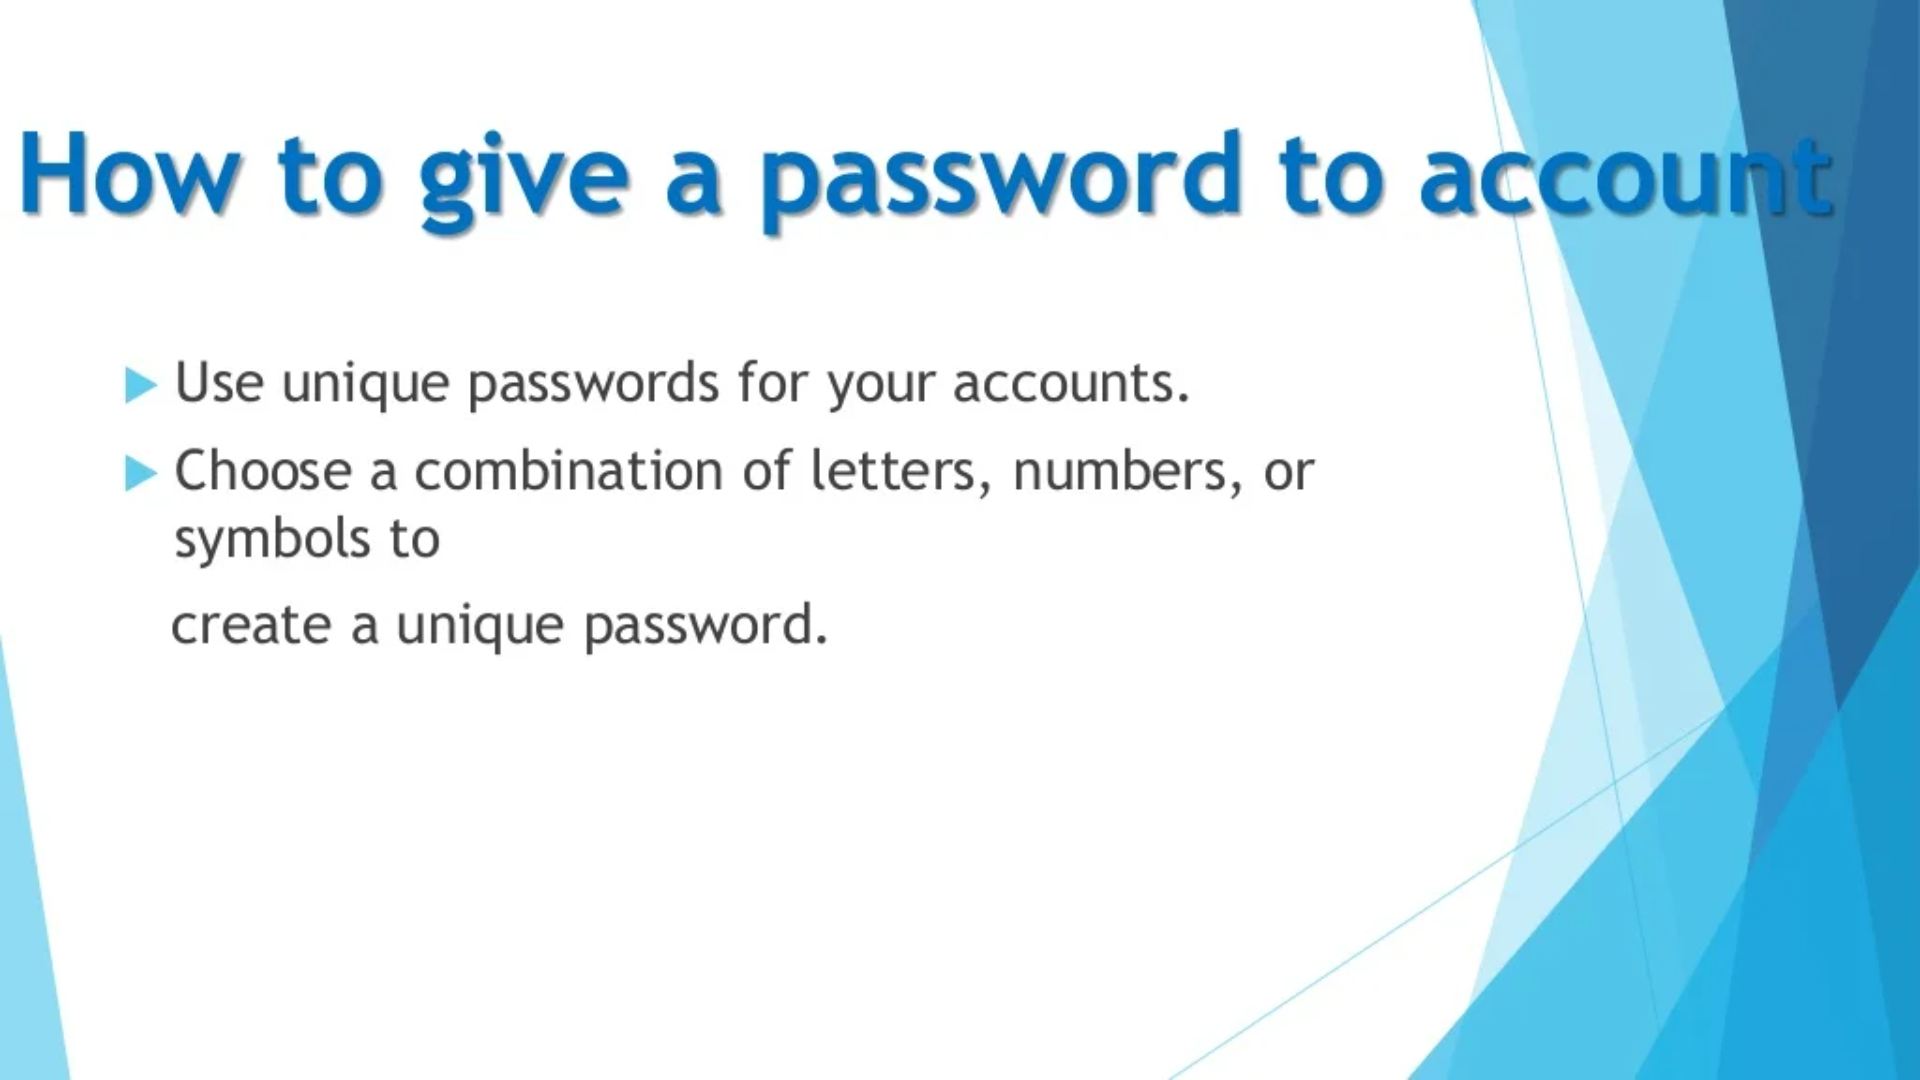 How to give a password to account
Use unique passwords for your accounts.
Choose a combination of letters, numbers, or
symbols to
create a unique password.